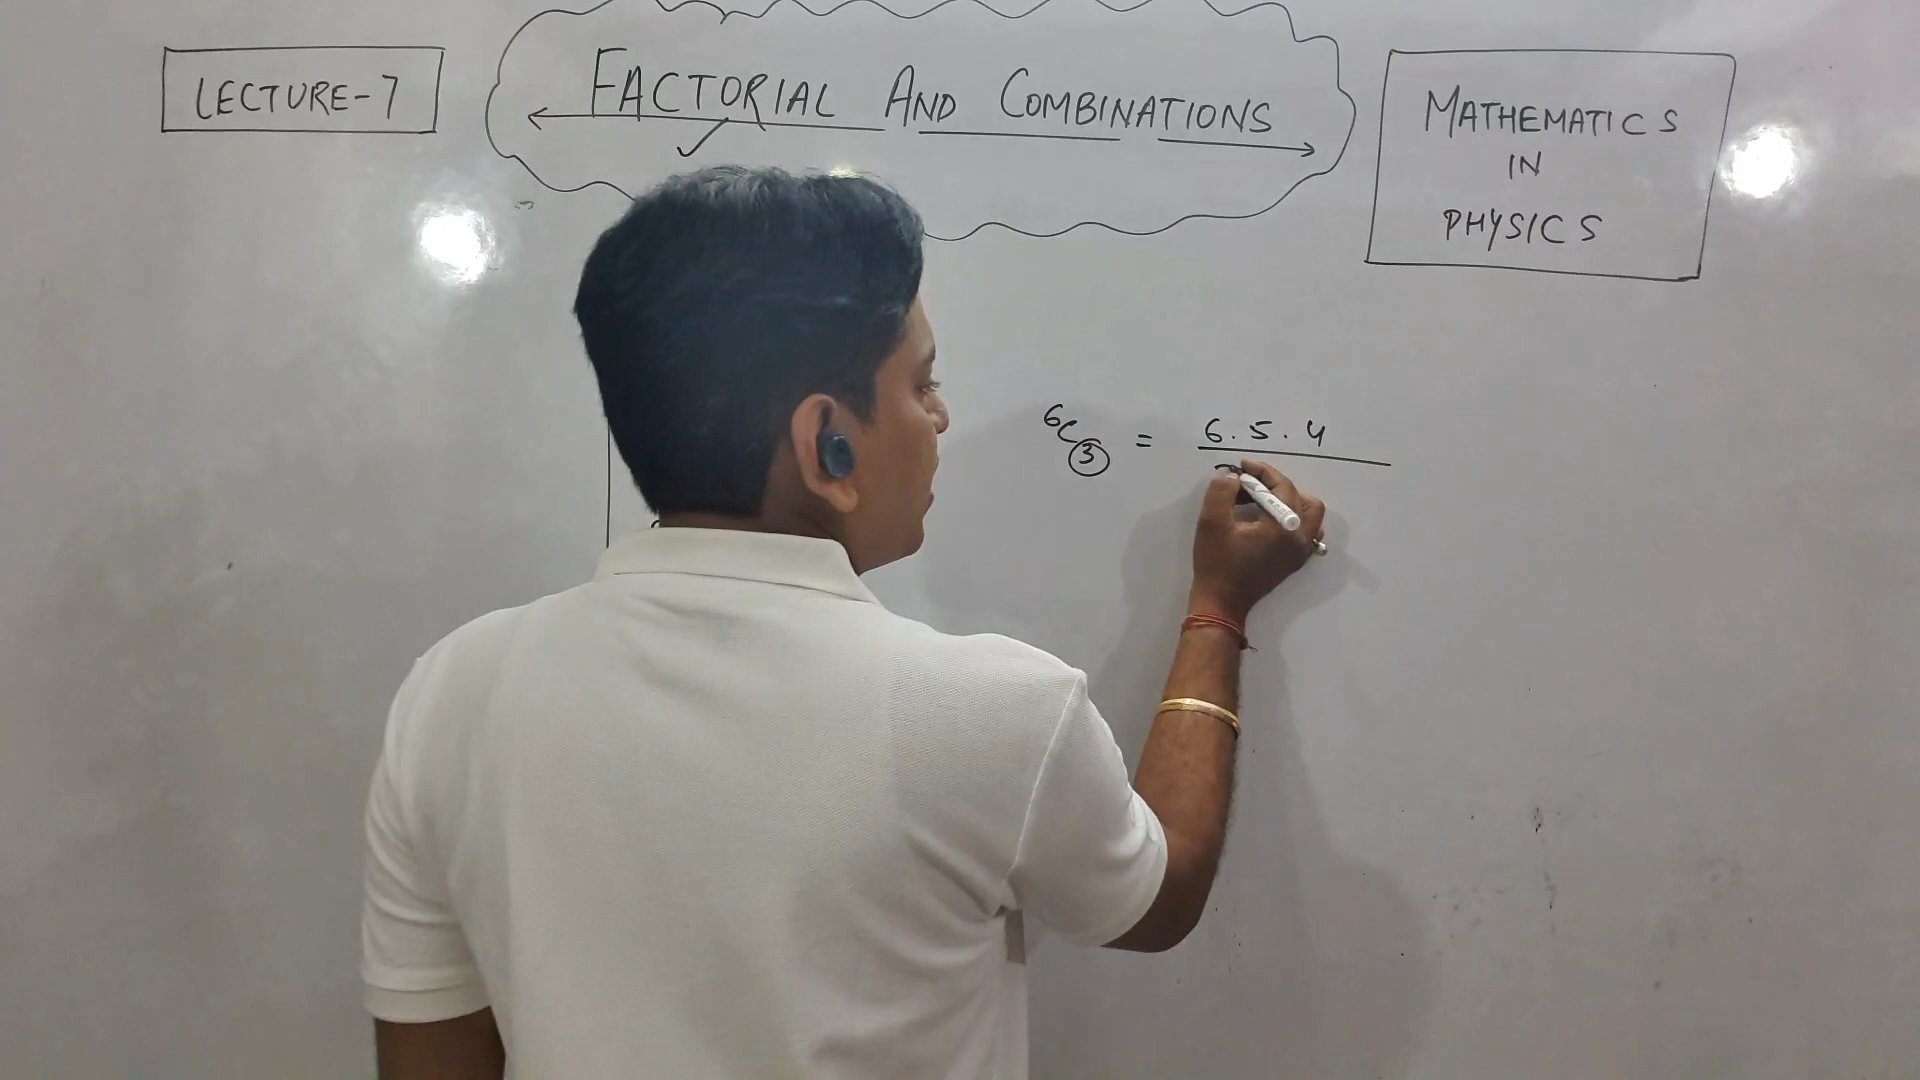 LECTURE-7
FACTORIAL AND COMBINATIONS
MATHEMATICS
IN
PHYSICS
⁶C₃ = 6.5.4